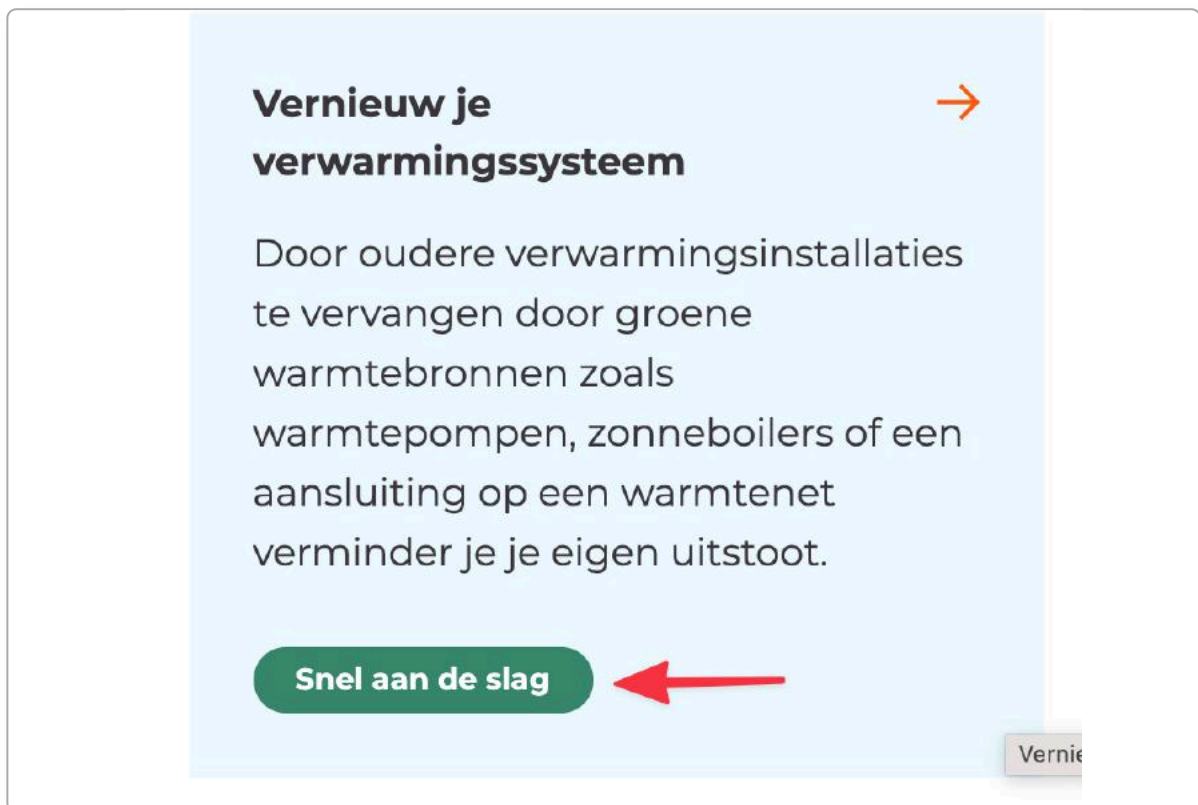 Vernieuw je
verwarmingssysteem
Door oudere verwarmingsinstallaties
te vervangen door groene
warmtebronnen zoals
warmtepompen, zonneboilers of een
aansluiting op een warmtenet
verminder je je eigen uitstoot.
Snel aan de slag
Vernie